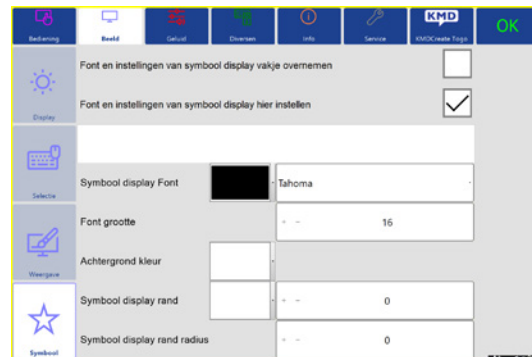 KMD
OK
Bediening Beeld Geluid Diversen Info Service KMDCreate Togo
Font en instellingen van symbool display vakje overnemen
Display
Font en instellingen van symbool display hier instellen
Selectie
Symbool display Font Tahoma
Font grootte + − 16
Weergave
Achtergrond kleur
Symbool display rand + − 0
Symbool
Symbool display rand radius + − 0